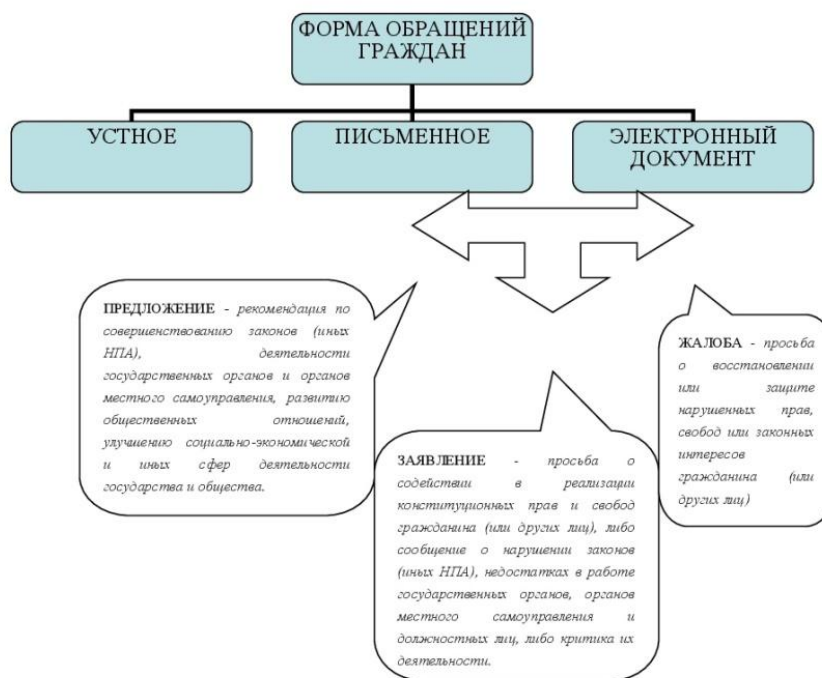 ФОРМА ОБРАЩЕНИЙ
ГРАЖДАН
УСТНОЕ
ПИСЬМЕННОЕ
ЭЛЕКТРОННЫЙ
ДОКУМЕНТ
ПРЕДЛОЖЕНИЕ - рекомендация по
совершенствованию законов (иных
НПА), деятельности
государственных органов и органов
местного самоуправления, развитию
общественных отношений,
улучшению социально-экономической
и иных сфер деятельности
государства и общества.
ЗАЯВЛЕНИЕ - просьба о
содействии в реализации
конституционных прав и свобод
гражданина (или других лиц), либо
сообщение о нарушении законов
(иных НПА), недостатках в работе
государственных органов, органов
местного самоуправления и
должностных лиц, либо критика их
деятельности.
ЖАЛОБА - просьба
о восстановлении
или защите
нарушенных прав,
свобод или законных
интересов
гражданина (или
других лиц)